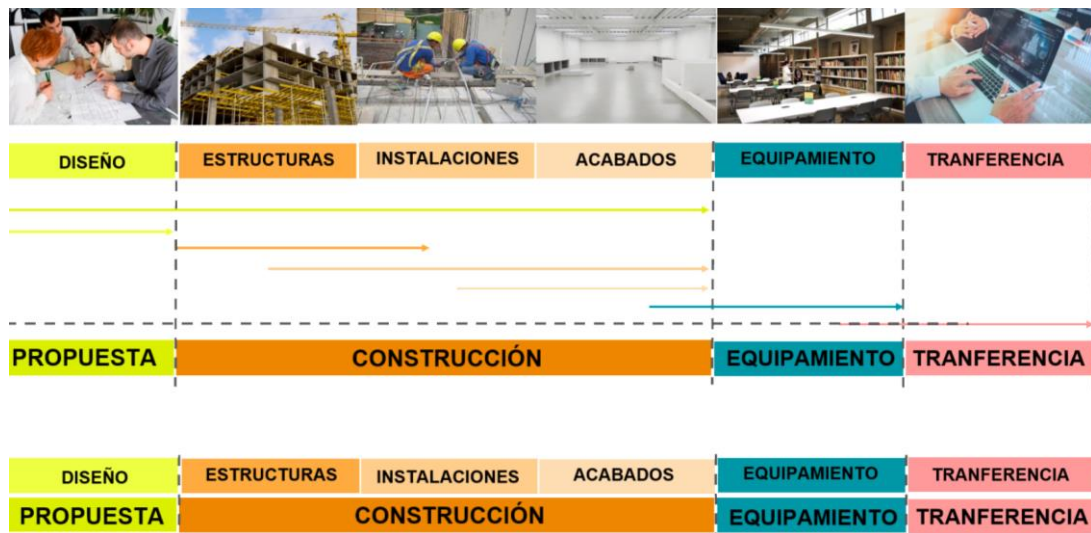 DISEÑO ESTRUCTURAS INSTALACIONES ACABADOS EQUIPAMIENTO TRANFERENCIA
PROPUESTA CONSTRUCCIÓN EQUIPAMIENTO TRANFERENCIA
DISEÑO ESTRUCTURAS INSTALACIONES ACABADOS EQUIPAMIENTO TRANFERENCIA
PROPUESTA CONSTRUCCIÓN EQUIPAMIENTO TRANFERENCIA